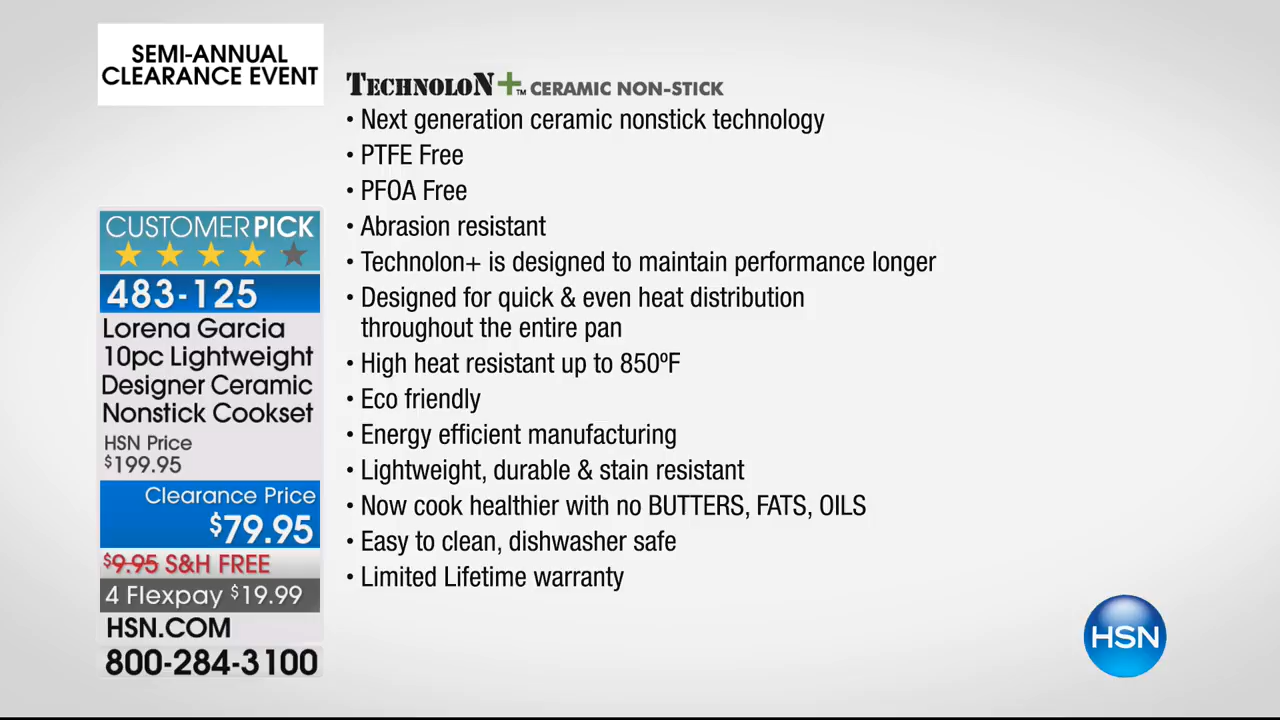 SEMI-ANNUAL
CLEARANCE EVENT
TECHNOLON+™ CERAMIC NON-STICK
• Next generation ceramic nonstick technology
• PTFE Free
• PFOA Free
• Abrasion resistant
• Technolon+ is designed to maintain performance longer
• Designed for quick & even heat distribution
throughout the entire pan
• High heat resistant up to 850ºF
• Eco friendly
• Energy efficient manufacturing
• Lightweight, durable & stain resistant
• Now cook healthier with no BUTTERS, FATS, OILS
• Easy to clean, dishwasher safe
• Limited Lifetime warranty
CUSTOMER PICK
483-125
Lorena Garcia
10pc Lightweight
Designer Ceramic
Nonstick Cookset
HSN Price
$199.95
Clearance Price
$79.95
$9.95 S&H FREE
4 Flexpay $19.99
HSN.COM
800-284-3100
HSN